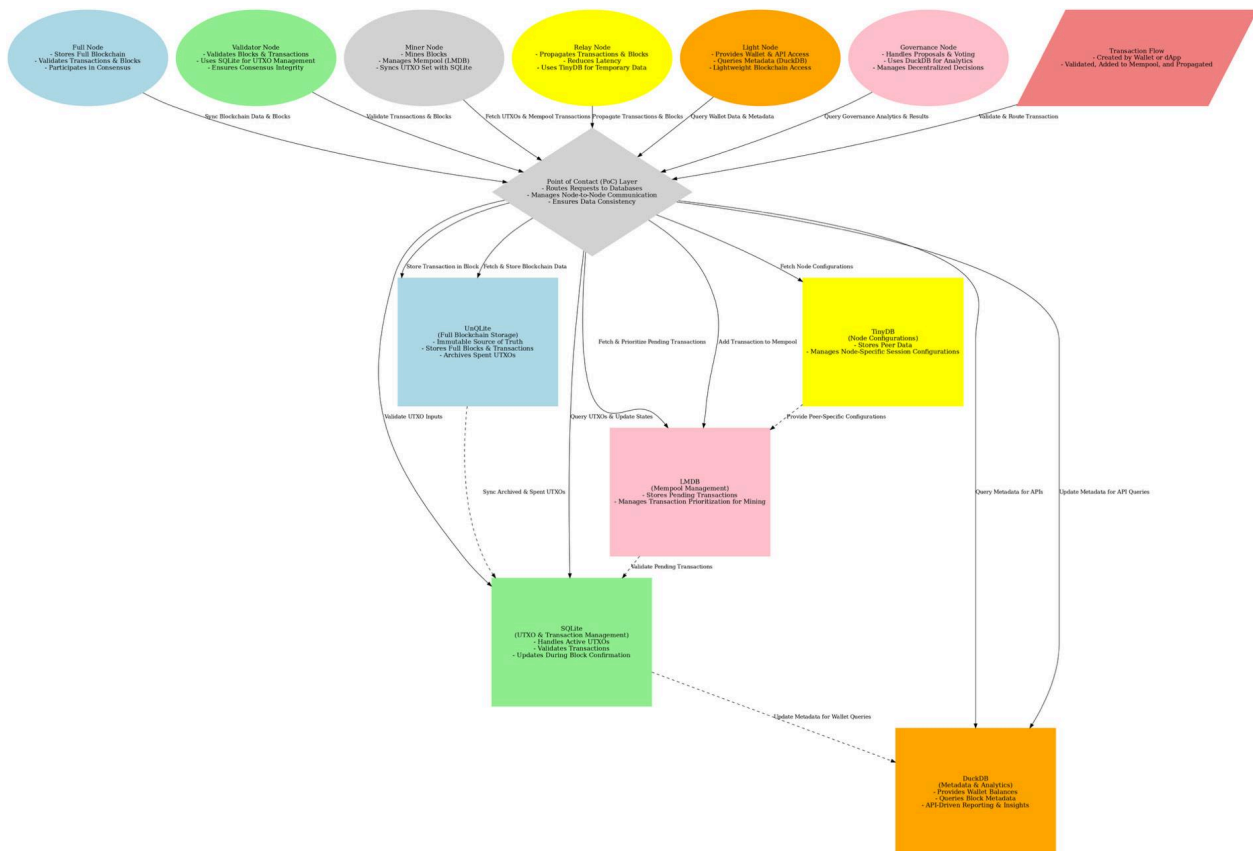 Full Node
- Stores Full Blockchain
- Validates Transactions & Blocks
- Participates in Consensus
Validator Node
- Validates Blocks & Transactions
- Uses SQLite for UTXO Management
- Ensures Consensus Integrity
Miner Node
- Mines Blocks
- Manages Mempool (LMDB)
- Syncs UTXO Set with SQLite
Relay Node
- Propagates Transactions & Blocks
- Reduces Latency
- Uses TinyDB for Temporary Data
Light Node
- Provides Wallet & API Access
- Queries Metadata (DuckDB)
- Lightweight Blockchain Access
Governance Node
- Handles Proposals & Voting
- Uses DuckDB for Analytics
- Manages Decentralized Decisions
Transaction Flow
- Created by Wallet or dApp
- Validated, Added to Mempool, and Propagated
Sync Blockchain Data & Blocks
Validate Transactions & Blocks
Fetch UTXOs & Mempool Transactions
Propagate Transactions & Blocks
Query Wallet Data & Metadata
Query Governance Analytics & Results
Validate & Route Transaction
Point of Contact (PoC) Layer
- Routes Requests to Databases
- Manages Node-to-Node Communication
- Ensures Data Consistency
Store Transaction in Block
Fetch & Store Blockchain Data
Fetch Node Configurations
UnQLite
(Full Blockchain Storage)
- Immutable Source of Truth
- Stores Full Blocks & Transactions
- Archives Spent UTXOs
Fetch & Prioritize Pending Transactions
Add Transaction to Mempool
TinyDB
(Node Configurations)
- Stores Peer Data
- Manages Node-Specific Session Configurations
Validate UTXO Inputs
Query UTXOs & Update States
Provide Peer-Specific Configurations
Sync Archived & Spent UTXOs
LMDB
(Mempool Management)
- Stores Pending Transactions
- Manages Transaction Prioritization for Mining
Query Metadata for APIs
Update Metadata for API Queries
Validate Pending Transactions
SQLite
(UTXO & Transaction Management)
- Handles Active UTXOs
- Validates Transactions
- Updates During Block Confirmation
Update Metadata for Wallet Queries
DuckDB
(Metadata & Analytics)
- Provides Wallet Balances
- Queries Block Metadata
- API-Driven Reporting & Insights